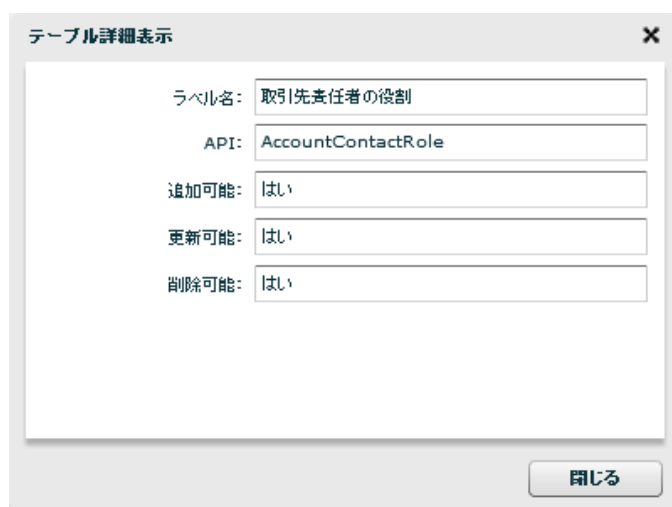 テーブル詳細表示
ラベル名: 取引先責任者の役割
API: AccountContactRole
追加可能: はい
更新可能: はい
削除可能: はい
閉じる